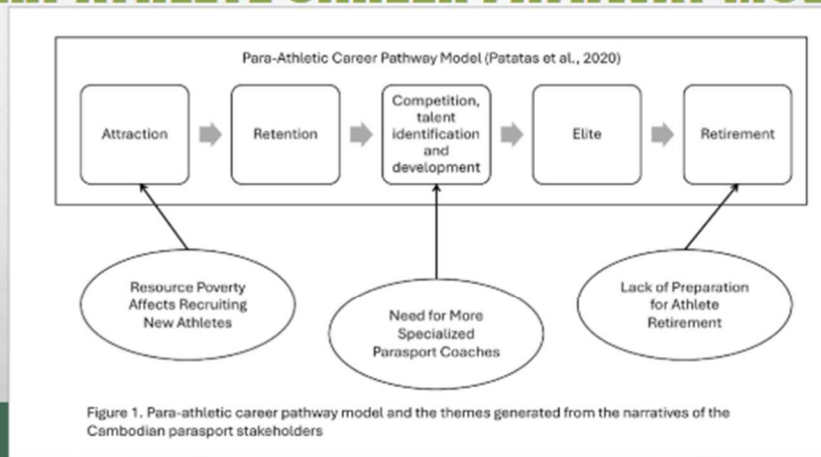 Para-Athletic Career Pathway Model (Patatas et al., 2020)
Attraction
Retention
Competition,
talent
identification
and
development
Elite
Retirement
Resource Poverty
Affects Recruiting
New Athletes
Need for More
Specialized
Parasport Coaches
Lack of Preparation
for Athlete
Retirement
Figure 1. Para-athletic career pathway model and the themes generated from the narratives of the
Cambodian parasport stakeholders